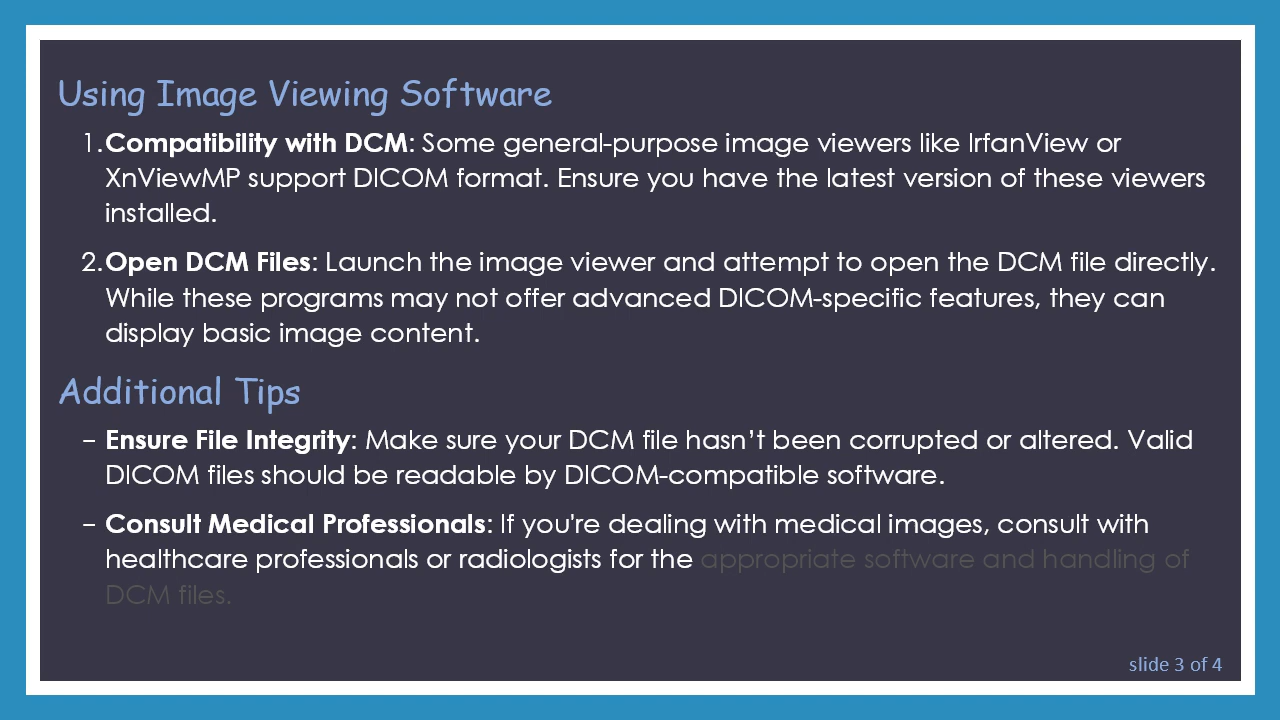 Using Image Viewing Software
1. Compatibility with DCM: Some general-purpose image viewers like IrfanView or
XnViewMP support DICOM format. Ensure you have the latest version of these viewers
installed.
2. Open DCM Files: Launch the image viewer and attempt to open the DCM file directly.
While these programs may not offer advanced DICOM-specific features, they can
display basic image content.
Additional Tips
– Ensure File Integrity: Make sure your DCM file hasn’t been corrupted or altered. Valid
DICOM files should be readable by DICOM-compatible software.
– Consult Medical Professionals: If you're dealing with medical images, consult with
healthcare professionals or radiologists for the appropriate software and handling of
DCM files.
slide 3 of 4